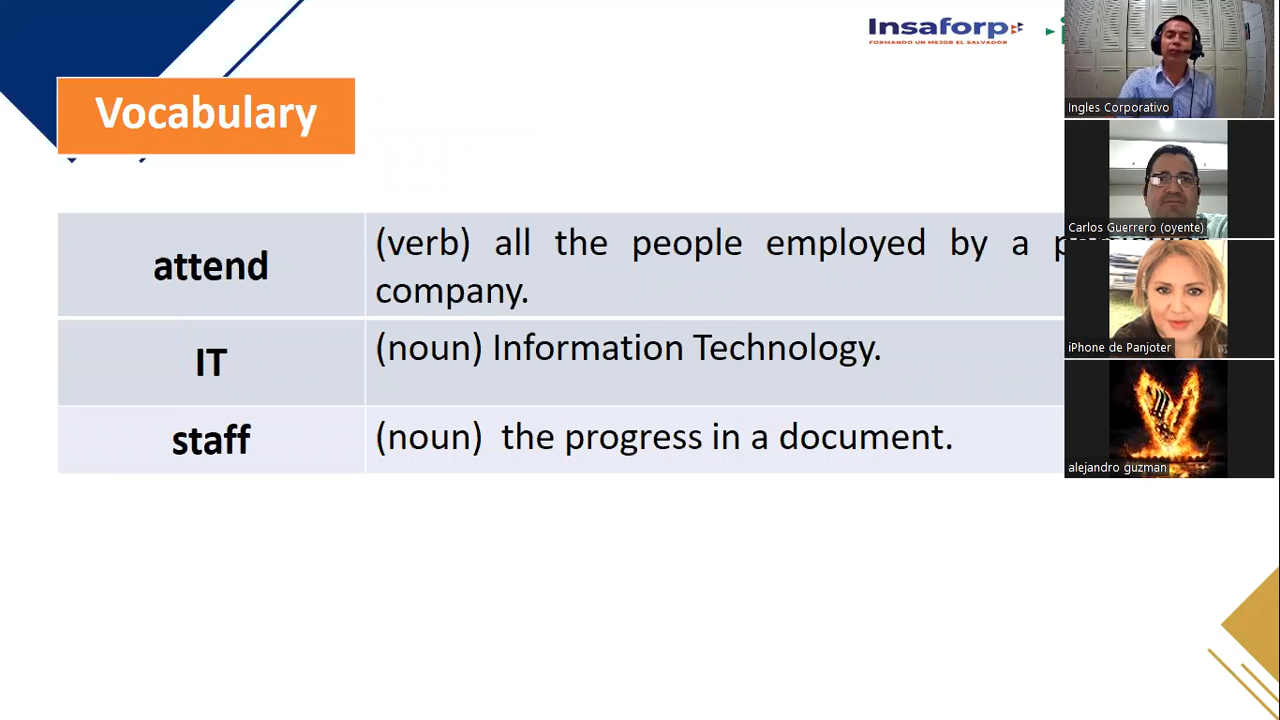 Insaforp
FORMANDO UN MEJOR EL SALVADOR
Vocabulary
attend
(verb) all the people employed by a
company.
IT
(noun) Information Technology.
staff
(noun) the progress in a document.
Ingles Corporativo
Carlos Guerrero (oyente)
iPhone de Panjoter
alejandro guzman